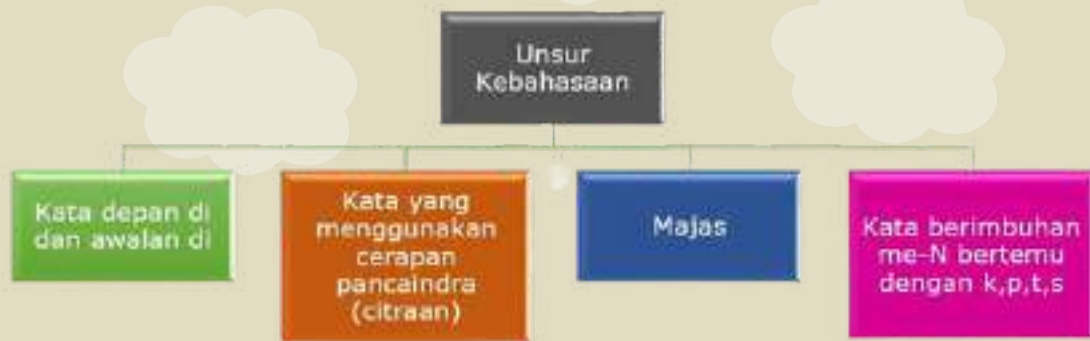 Unsur
Kebahasaan
Kata depan di
dan awalan di
Kata yang
menggunakan
cerapan
pancaindra
(citraan)
Majas
Kata berimbuhan
me-N bertemu
dengan k,p,t,s